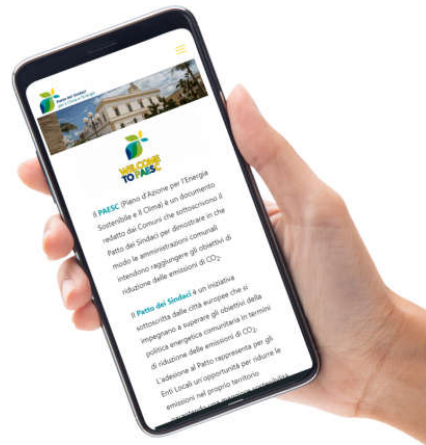 Patto dei Sindaci
per il Clima e l'Energia
WELCOME
TO PAESC
Il PAESC (Piano d'Azione per l'Energia
Sostenibile e il Clima) è un documento
redatto dai Comuni che sottoscrivono il
Patto dei Sindaci per dimostrare in che
modo le amministrazioni comunali
intendono raggiungere gli obiettivi di
riduzione delle emissioni di CO₂.
Il Patto dei Sindaci è un'iniziativa
sottoscritta dalle città europee che si
impegnano a superare gli obiettivi della
politica energetica comunitaria in termini
di riduzione delle emissioni di CO₂.
L'adesione al Patto rappresenta per gli
Enti Locali un'opportunità per ridurre le
emissioni nel proprio territorio